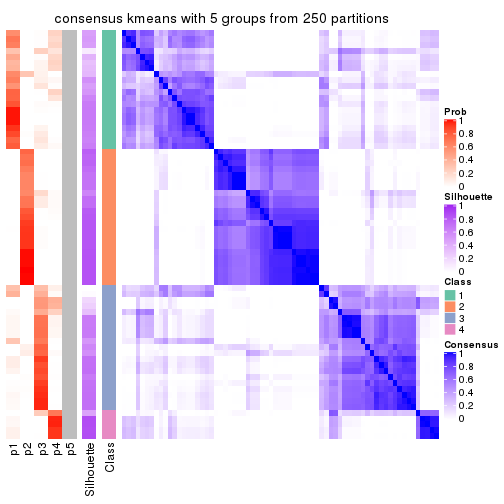 consensus kmeans with 5 groups from 250 partitions
Prob
1
0.8
0.6
0.4
0.2
0
Silhouette
1
0.8
0.6
0.4
0.2
0
Class
1
2
3
4
Consensus
1
0.8
0.6
0.4
0.2
0
p1
p2
p3
p4
p5
Silhouette
Class